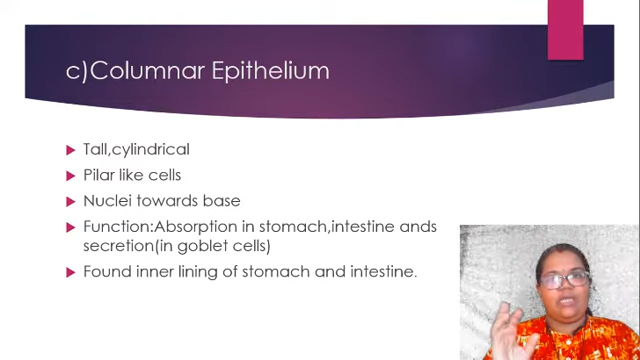 c)Columnar Epithelium
Tall,cylindrical
Pilar like cells
Nuclei towards base
Function:Absorption in stomach,intestine ands
secretion(in goblet cells)
Found inner lining of stomach and intestine.